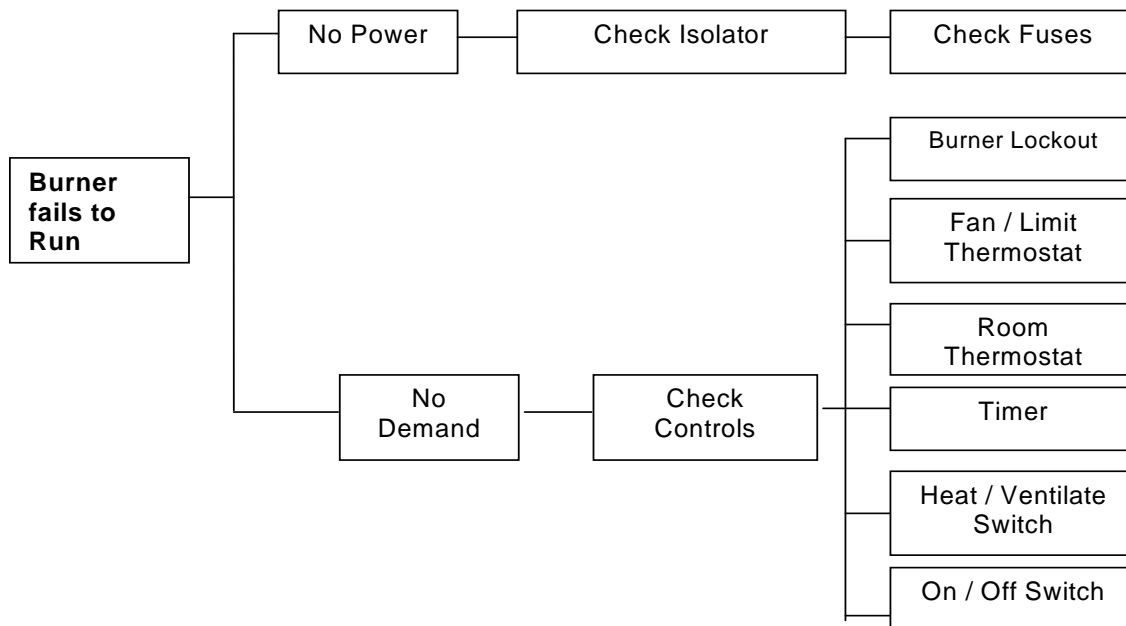 No Power
Check Isolator
Check Fuses
Burner Lockout
Burner
fails to
Run
Fan / Limit
Thermostat
Room
Thermostat
No
Demand
Check
Controls
Timer
Heat / Ventilate
Switch
On / Off Switch